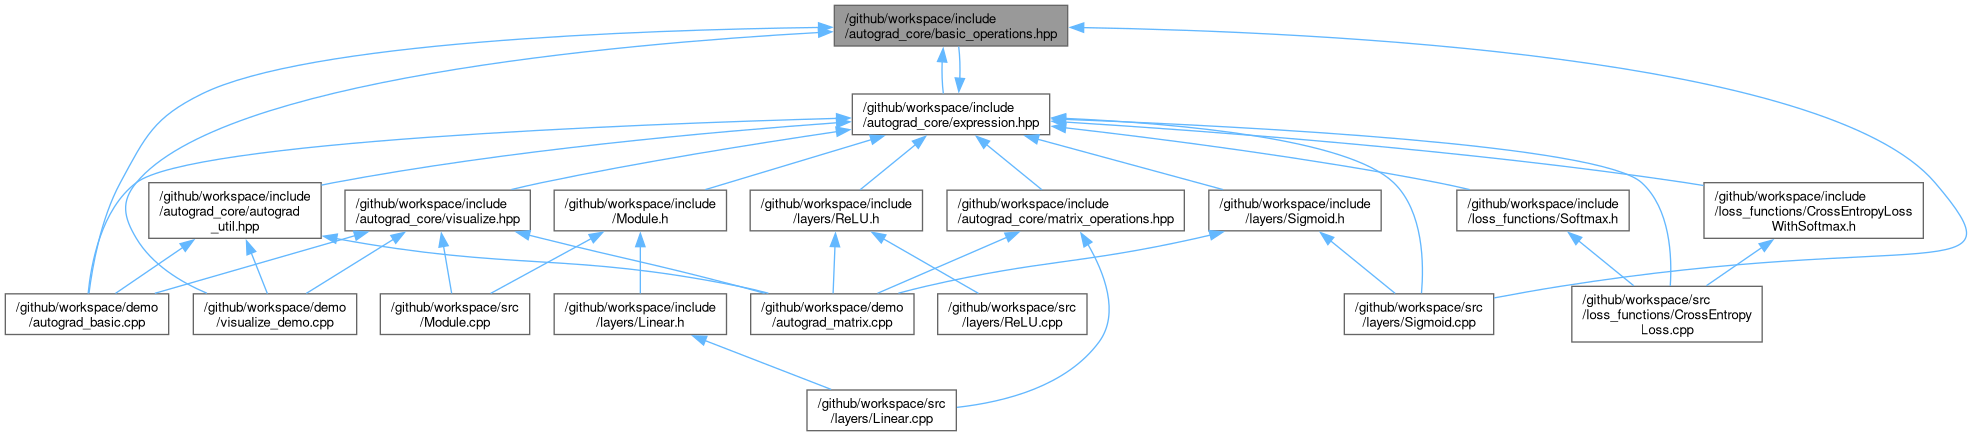 /github/workspace/include
/autograd_core/basic_operations.hpp
/github/workspace/include
/autograd_core/expression.hpp
/github/workspace/include
/autograd_core/autograd
_util.hpp
/github/workspace/include
/autograd_core/visualize.hpp
/github/workspace/include
/Module.h
/github/workspace/include
/layers/ReLU.h
/github/workspace/include
/autograd_core/matrix_operations.hpp
/github/workspace/include
/layers/Sigmoid.h
/github/workspace/include
/loss_functions/Softmax.h
/github/workspace/include
/loss_functions/CrossEntropyLoss
WithSoftmax.h
/github/workspace/demo
/autograd_basic.cpp
/github/workspace/demo
/visualize_demo.cpp
/github/workspace/src
/Module.cpp
/github/workspace/include
/layers/Linear.h
/github/workspace/demo
/autograd_matrix.cpp
/github/workspace/src
/layers/ReLU.cpp
/github/workspace/src
/layers/Sigmoid.cpp
/github/workspace/src
/loss_functions/CrossEntropy
Loss.cpp
/github/workspace/src
/layers/Linear.cpp